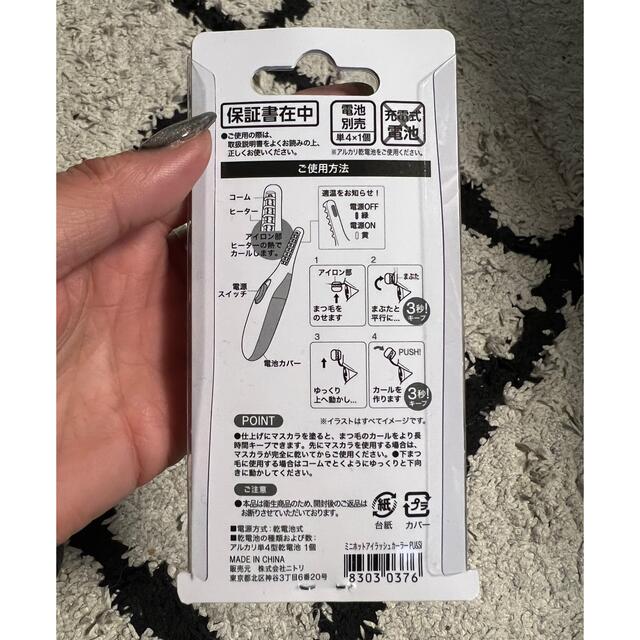 保証書在中
●ご使用の際は、
取扱説明書をよくお読みの上、
正しくお使いください。
電池
別売
単4×1個
充電式
電池
※アルカリ乾電池をご使用ください。
ご使用方法
コーム
ヒーター
アイロン部
ヒーターの熱で
カールします。
電源
スイッチ
電池カバー
適温をお知らせ!
電源OFF
緑
電源ON
黄
1
アイロン部
まつ毛を
のせます
2
まぶた
まぶたと
平行に…
3秒!
キープ
3
ゆっくり
上へ動かし…
4
PUSH!
カールを
作ります
3秒!
キープ
※イラストはすべてイメージです。
POINT
●仕上げにマスカラを塗ると、まつ毛のカールをより長
時間キープできます。先にマスカラを使用する場合は、
マスカラが完全に乾いてからご使用ください。●下まつ
毛に使用する場合はコームでとくようにゆっくりと下向
きに動かしてください。
ご注意
●本品は衛生商品のため、開封後のご返品は
お断りさせていただいております。
紙
台紙
プラ
カバー
■電源方式:乾電池式
■乾電池の種類および数:
アルカリ単4型乾電池 1個
MADE IN CHINA
販売元 株式会社ニトリ
東京都北区神谷3丁目6番20号
ミニホットアイラッシュカーラー PU&SI
8303 0376